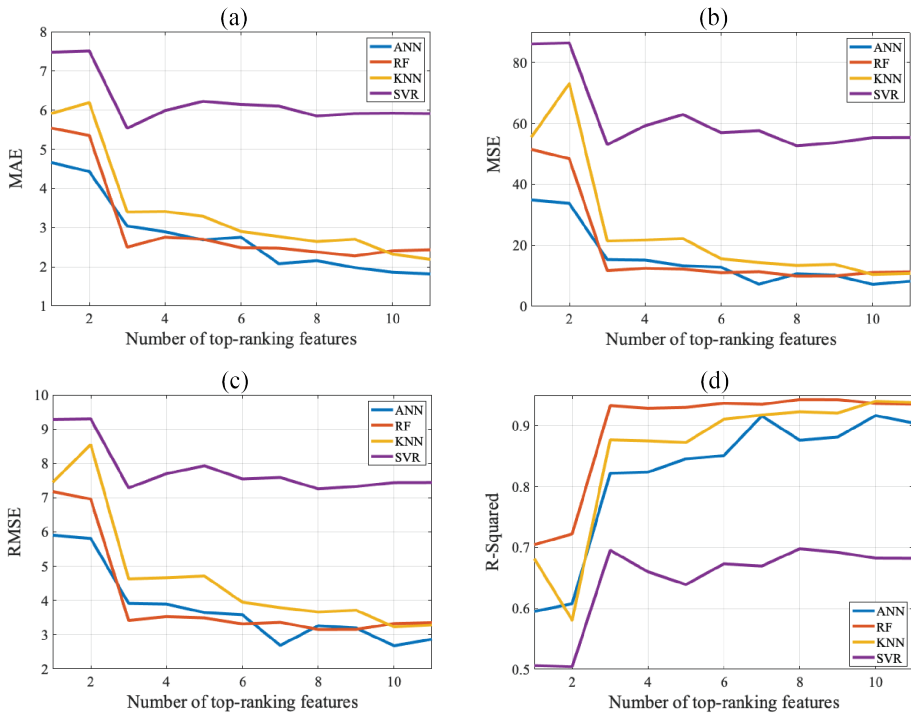 (a)
8
7
6
5
4
3
2
1
MAE
2 4 6 8 10
Number of top-ranking features
ANN
RF
KNN
SVR
(b)
80
60
40
20
0
MSE
2 4 6 8 10
Number of top-ranking features
ANN
RF
KNN
SVR
(c)
10
9
8
7
6
5
4
3
2
RMSE
2 4 6 8 10
Number of top-ranking features
ANN
RF
KNN
SVR
(d)
0.9
0.8
0.7
0.6
0.5
R-Squared
2 4 6 8 10
Number of top-ranking features
ANN
RF
KNN
SVR